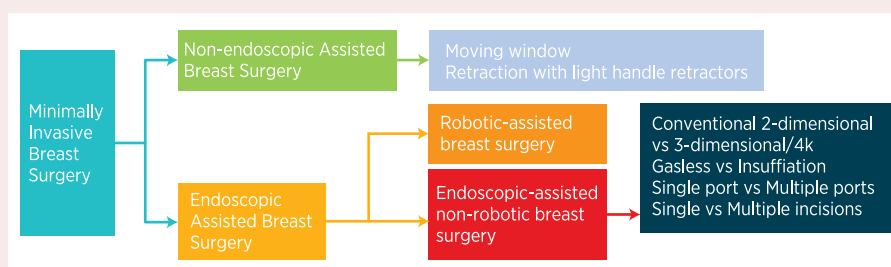 Minimally
Invasive
Breast
Surgery
Non-endoscopic Assisted
Breast Surgery
Moving window
Retraction with light handle retractors
Endoscopic
Assisted Breast
Surgery
Robotic-assisted
breast surgery
Endoscopic-assisted
non-robotic breast
surgery
Conventional 2-dimensional
vs 3-dimensional/4k
Gasless vs Insuffiation
Single port vs Multiple ports
Single vs Multiple incisions